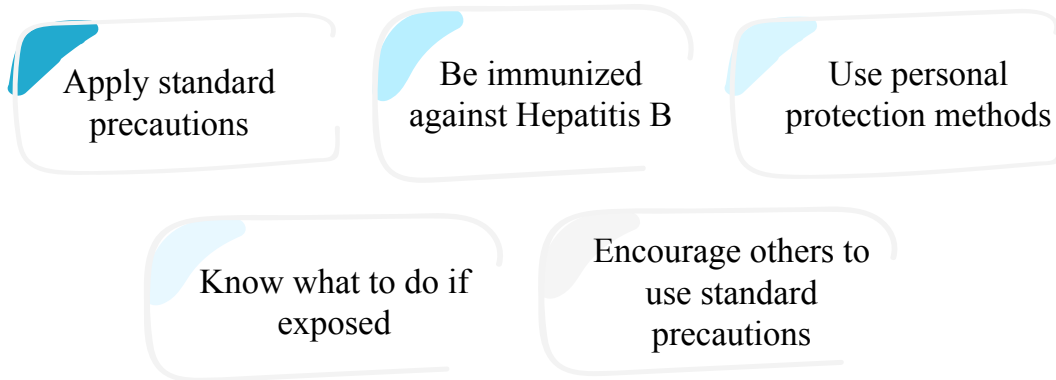 Apply standard
precautions
Be immunized
against Hepatitis B
Use personal
protection methods
Know what to do if
exposed
Encourage others to
use standard
precautions